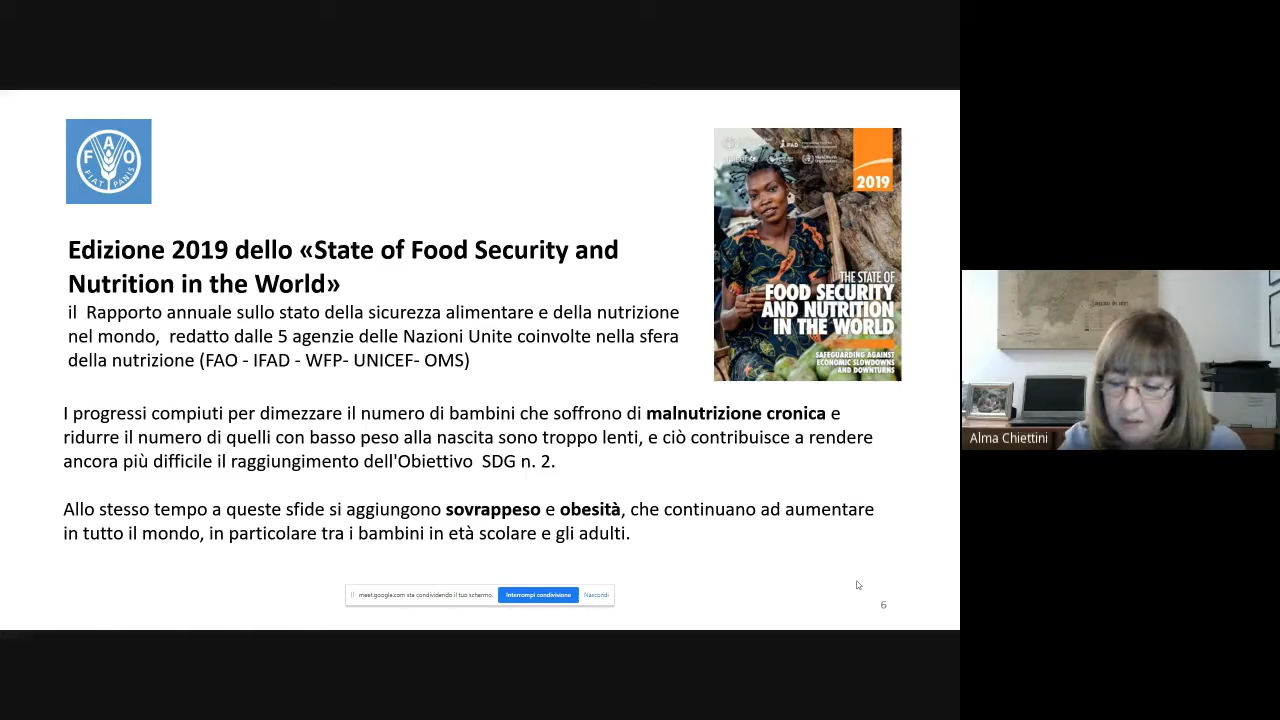 FAO
FIAT PANIS
IFAD
2019
THE STATE OF
FOOD SECURITY
AND NUTRITION
IN THE WORLD
SAFEGUARDING AGAINST
ECONOMIC SLOWDOWNS
AND DOWNTURNS
Edizione 2019 dello «State of Food Security and
Nutrition in the World»
il Rapporto annuale sullo stato della sicurezza alimentare e della nutrizione
nel mondo, redatto dalle 5 agenzie delle Nazioni Unite coinvolte nella sfera
della nutrizione (FAO - IFAD - WFP- UNICEF- OMS)
I progressi compiuti per dimezzare il numero di bambini che soffrono di malnutrizione cronica e
ridurre il numero di quelli con basso peso alla nascita sono troppo lenti, e ciò contribuisce a rendere
ancora più difficile il raggiungimento dell'Obiettivo SDG n. 2.
Allo stesso tempo a queste sfide si aggiungono sovrappeso e obesità, che continuano ad aumentare
in tutto il mondo, in particolare tra i bambini in età scolare e gli adulti.
meet.google.com sta condividendo il tuo schermo.
Interrompi condivisione
Nascondi
6
Alma Chiettini